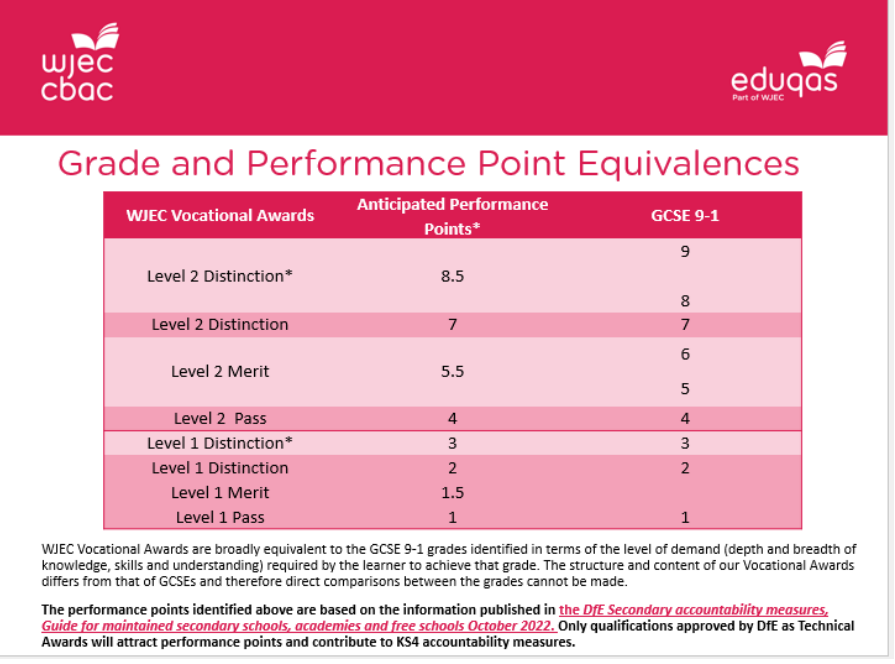 wjec
cbac
eduqas
Part of WJEC
Grade and Performance Point Equivalences
WJEC Vocational Awards Anticipated Performance Points* GCSE 9-1
Level 2 Distinction* 8.5 9 8
Level 2 Distinction 7 7
Level 2 Merit 5.5 6 5
Level 2 Pass 4 4
Level 1 Distinction* 3 3
Level 1 Distinction 2 2
Level 1 Merit 1.5
Level 1 Pass 1 1
WJEC Vocational Awards are broadly equivalent to the GCSE 9-1 grades identified in terms of the level of demand (depth and breadth of
knowledge, skills and understanding) required by the learner to achieve that grade. The structure and content of our Vocational Awards
differs from that of GCSEs and therefore direct comparisons between the grades cannot be made.
The performance points identified above are based on the information published in the DfE Secondary accountability measures,
Guide for maintained secondary schools, academies and free schools October 2022. Only qualifications approved by DfE as Technical
Awards will attract performance points and contribute to KS4 accountability measures.